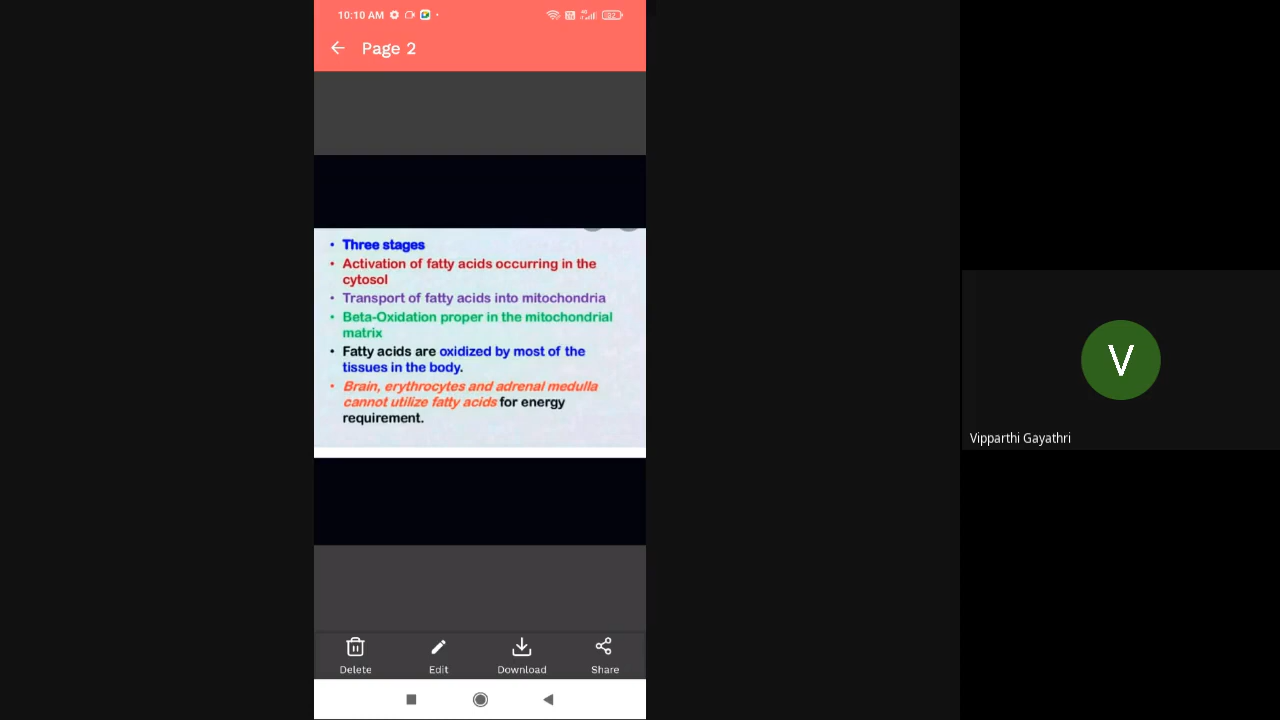 10:10 AM
Page 2
• Three stages
• Activation of fatty acids occurring in the
cytosol
• Transport of fatty acids into mitochondria
• Beta-Oxidation proper in the mitochondrial
matrix
• Fatty acids are oxidized by most of the
tissues in the body.
• Brain, erythrocytes and adrenal medulla
cannot utilize fatty acids for energy
requirement.
V
Vipparthi Gayathri
Delete Edit Download Share